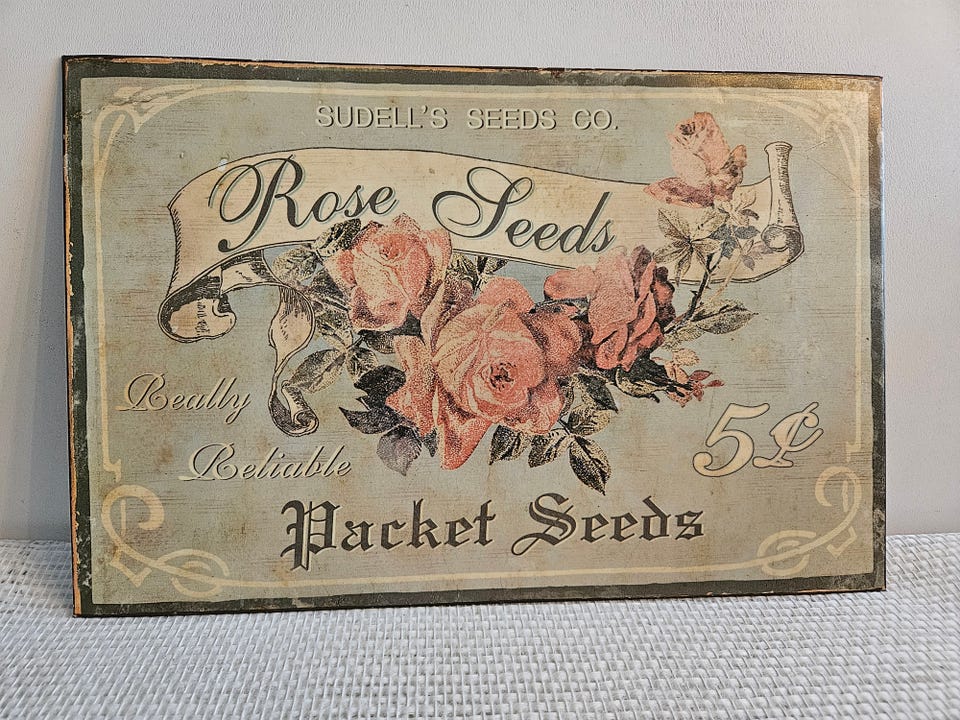 SUDELL'S SEEDS CO.
Rose Seeds
Really
Reliable
5¢
Packet Seeds